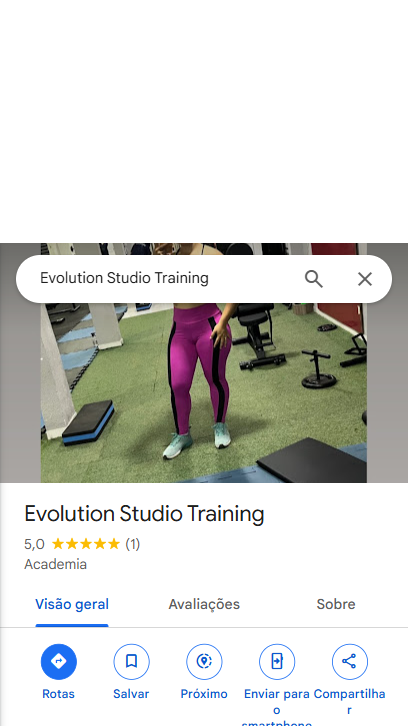 Evolution Studio Training
Evolution Studio Training
5,0 ★★★★★ (1)
Academia
Visão geral Avaliações Sobre
Rotas Salvar Próximo Enviar para o smartphone Compartilhar